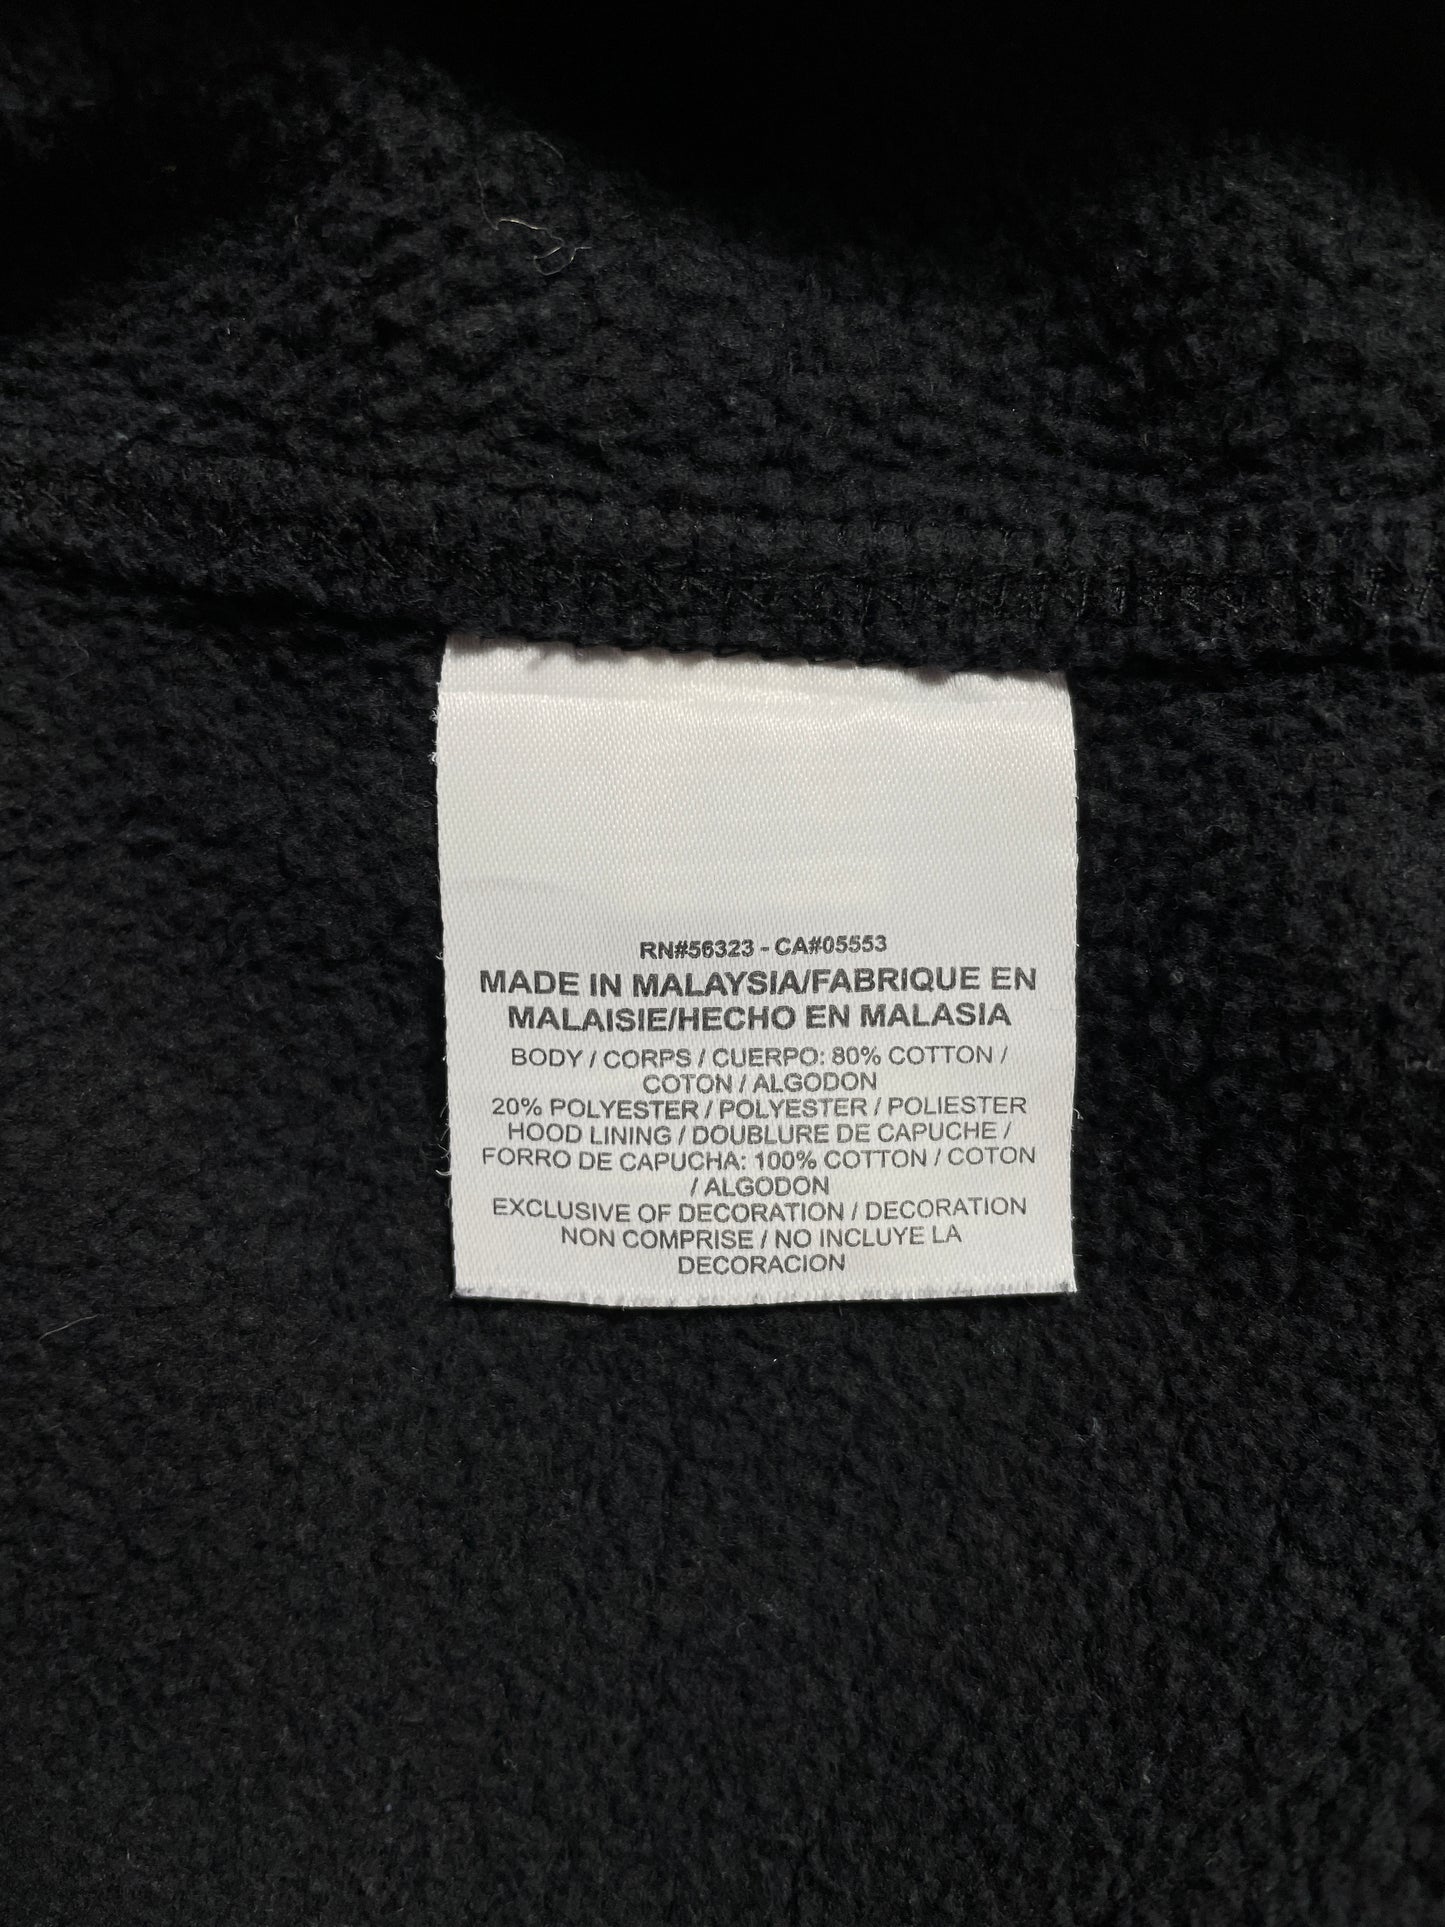 RN#56323 - CA#05553
MADE IN MALAYSIA/FABRIQUE EN
MALAISIE/HECHO EN MALASIA
BODY / CORPS / CUERPO: 80% COTTON /
COTON / ALGODON
20% POLYESTER / POLYESTER / POLIESTER
HOOD LINING / DOUBLURE DE CAPUCHE /
FORRO DE CAPUCHA: 100% COTTON / COTON
/ ALGODON
EXCLUSIVE OF DECORATION / DECORATION
NON COMPRISE / NO INCLUYE LA
DECORACION